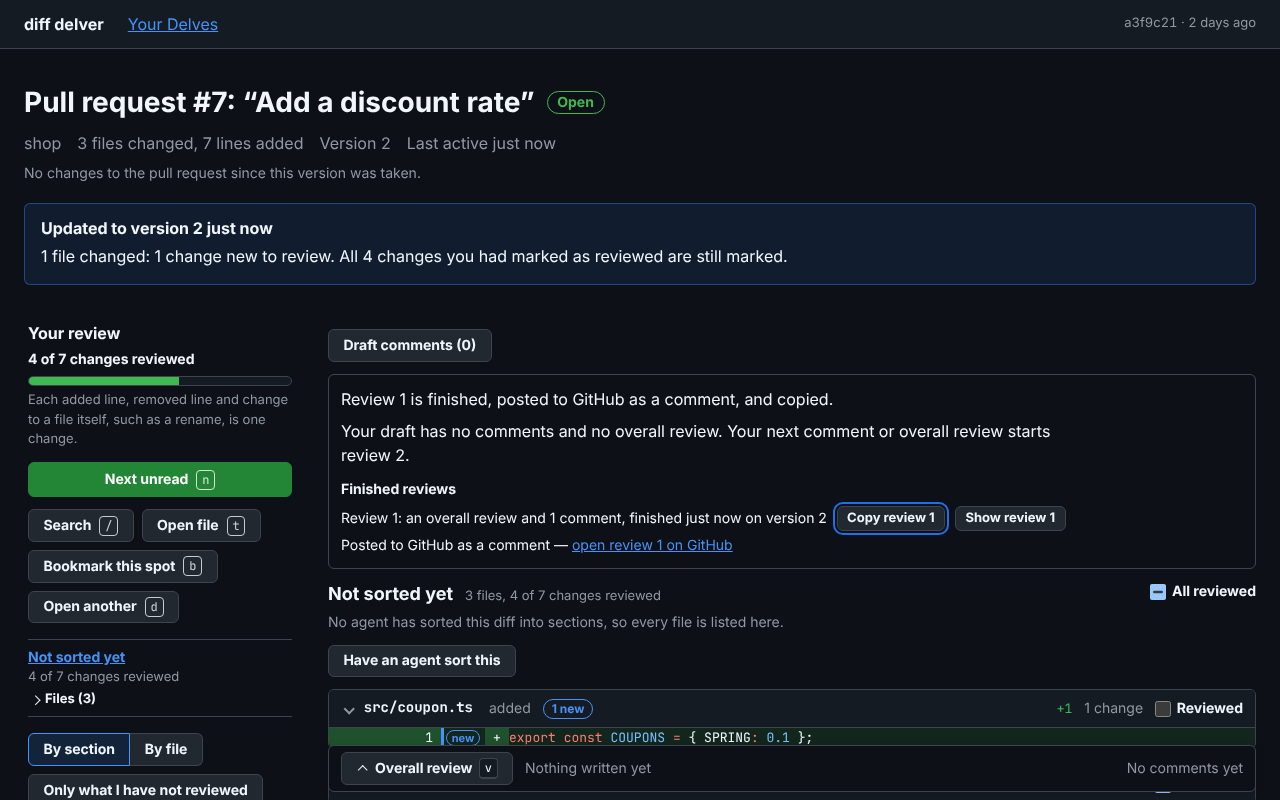 diff delver Your Delves a3f9c21 · 2 days ago
Pull request #7: “Add a discount rate” Open
shop 3 files changed, 7 lines added Version 2 Last active just now
No changes to the pull request since this version was taken.
Updated to version 2 just now
1 file changed: 1 change new to review. All 4 changes you had marked as reviewed are still marked.
Your review
4 of 7 changes reviewed
Each added line, removed line and change
to a file itself, such as a rename, is one
change.
Next unread n
Search / Open file t
Bookmark this spot b
Open another d
Not sorted yet
4 of 7 changes reviewed
Files (3)
By section By file
Only what I have not reviewed
Draft comments (0)
Review 1 is finished, posted to GitHub as a comment, and copied.
Your draft has no comments and no overall review. Your next comment or overall review starts
review 2.
Finished reviews
Review 1: an overall review and 1 comment, finished just now on version 2 Copy review 1 Show review 1
Posted to GitHub as a comment — open review 1 on GitHub
Not sorted yet 3 files, 4 of 7 changes reviewed All reviewed
No agent has sorted this diff into sections, so every file is listed here.
Have an agent sort this
src/coupon.ts added 1 new +1 1 change Reviewed
1 new + export const COUPONS = { SPRING: 0.1 };
Overall review v Nothing written yet No comments yet